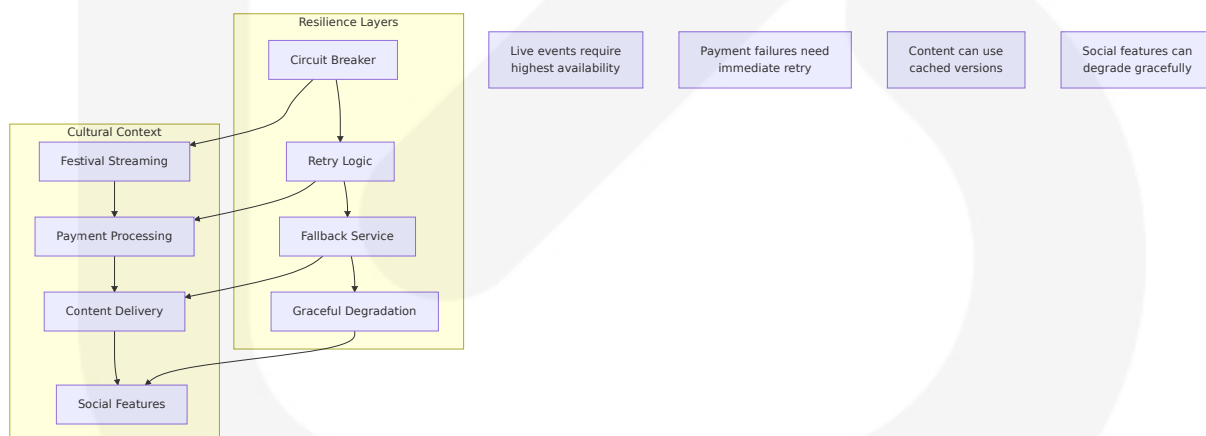 Resilience Layers
Circuit Breaker
Live events require
highest availability
Payment failures need
immediate retry
Content can use
cached versions
Social features can
degrade gracefully
Cultural Context
Festival Streaming
Retry Logic
Payment Processing
Fallback Service
Content Delivery
Graceful Degradation
Social Features